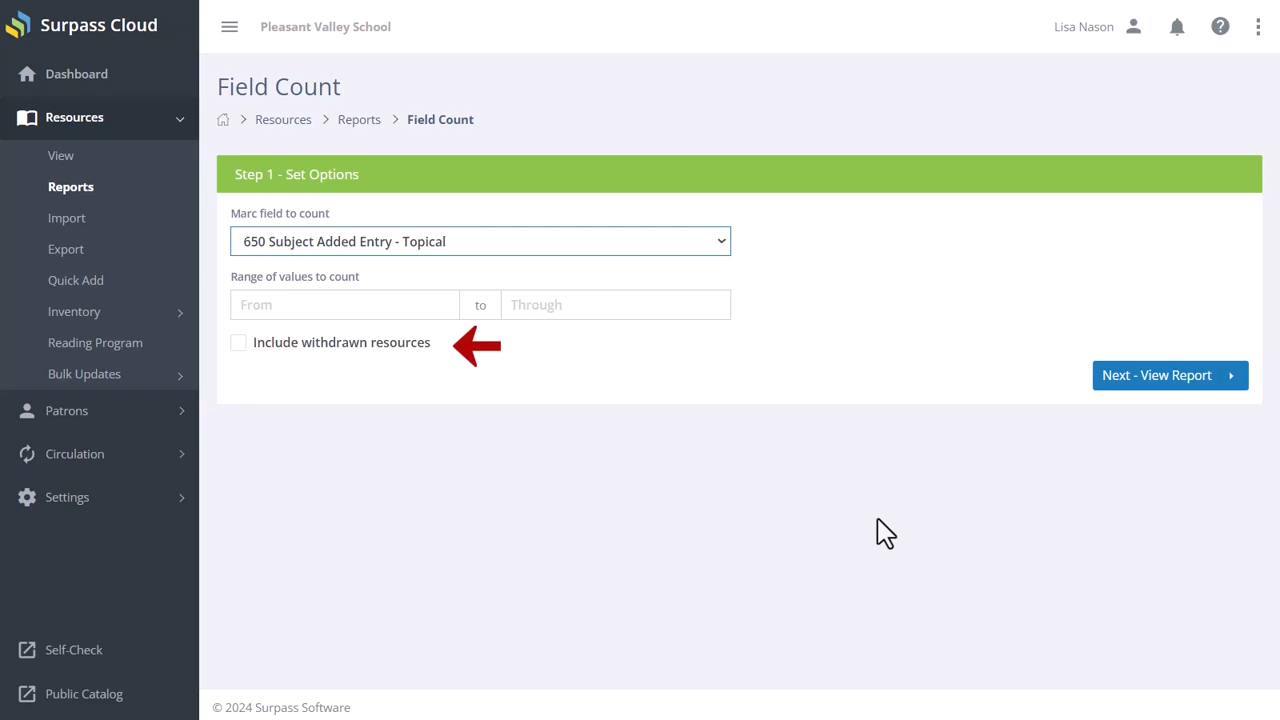 Surpass Cloud
Pleasant Valley School
Lisa Nason
Dashboard
Resources
View
Reports
Import
Export
Quick Add
Inventory
Reading Program
Bulk Updates
Patrons
Circulation
Settings
Self-Check
Public Catalog
Field Count
Resources > Reports > Field Count
Step 1 - Set Options
Marc field to count
650 Subject Added Entry - Topical
Range of values to count
From to Through
Include withdrawn resources
Next - View Report
© 2024 Surpass Software